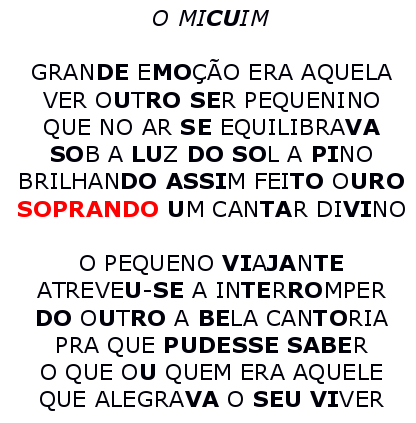 O MICUIM
GRANDE EMOÇÃO ERA AQUELA
VER OUTRO SER PEQUENINO
QUE NO AR SE EQUILIBRAVA
SOB A LUZ DO SOL A PINO
BRILHANDO ASSIM FEITO OURO
SOPRANDO UM CANTAR DIVINO
O PEQUENO VIAJANTE
ATREVEU-SE A INTERROMPER
DO OUTRO A BELA CANTORIA
PRA QUE PUDESSE SABER
O QUE OU QUEM ERA AQUELE
QUE ALEGRAVA O SEU VIVER